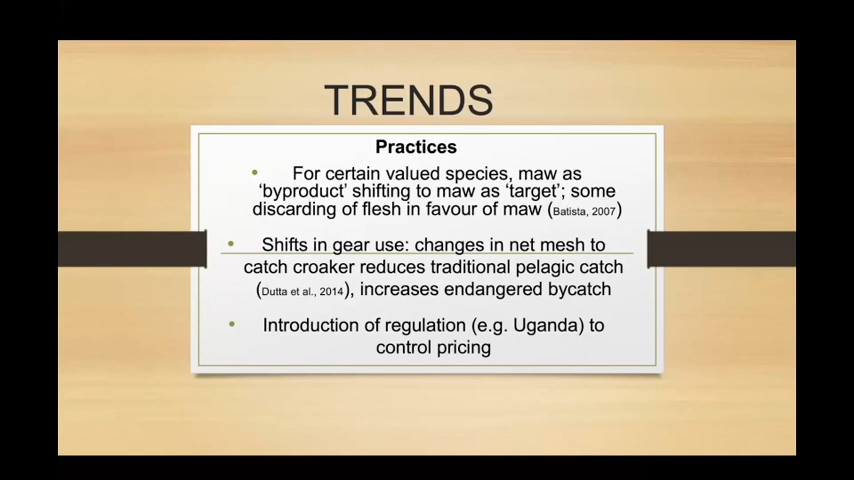 TRENDS
Practices
• For certain valued species, maw as
‘byproduct’ shifting to maw as ‘target’; some
discarding of flesh in favour of maw (Batista, 2007)
• Shifts in gear use: changes in net mesh to
catch croaker reduces traditional pelagic catch
(Dutta et al., 2014), increases endangered bycatch
• Introduction of regulation (e.g. Uganda) to
control pricing